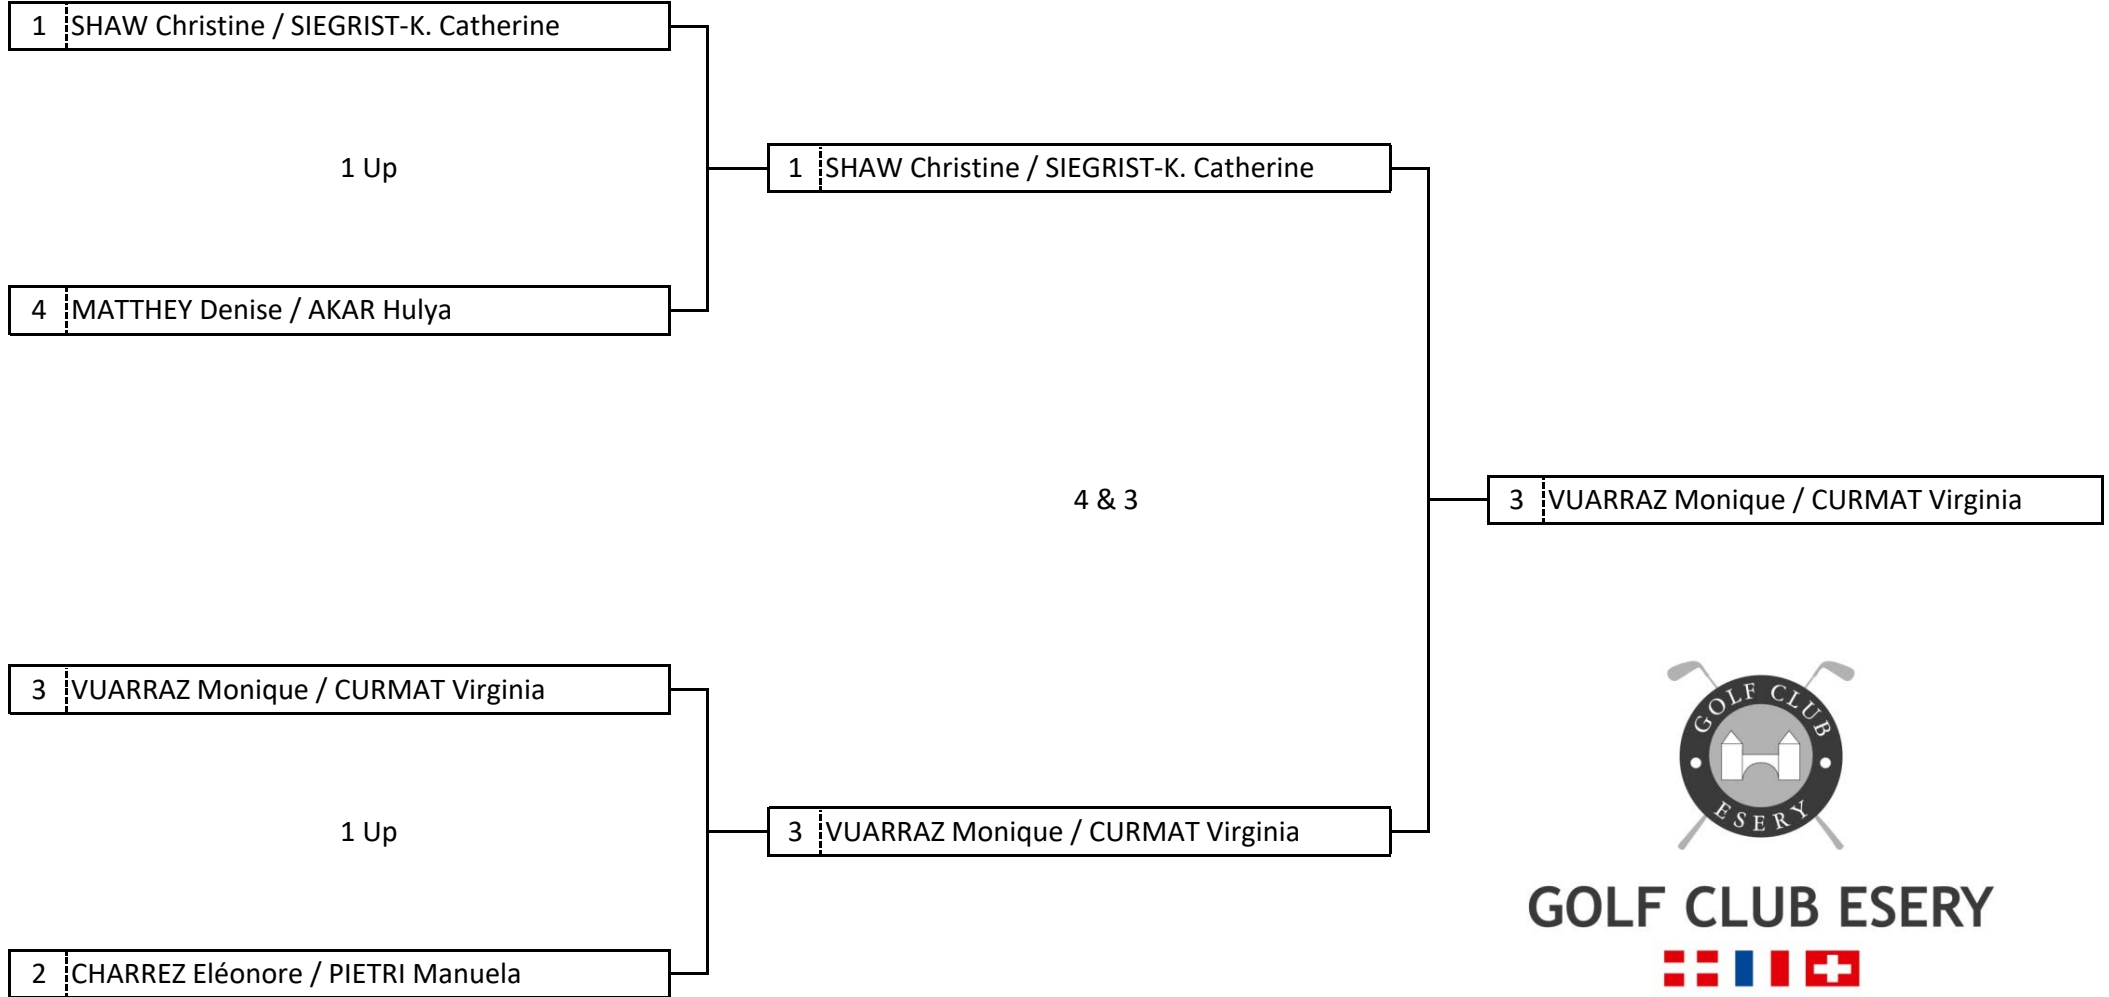 1 SHAW Christine / SIEGRIST-K. Catherine
1 Up
1 SHAW Christine / SIEGRIST-K. Catherine
4 MATTHEY Denise / AKAR Hulya
4 & 3
3 VUARRAZ Monique / CURMAT Virginia
3 VUARRAZ Monique / CURMAT Virginia
1 Up
3 VUARRAZ Monique / CURMAT Virginia
2 CHARREZ Eléonore / PIETRI Manuela
GOLF CLUB
ESERY
GOLF CLUB ESERY